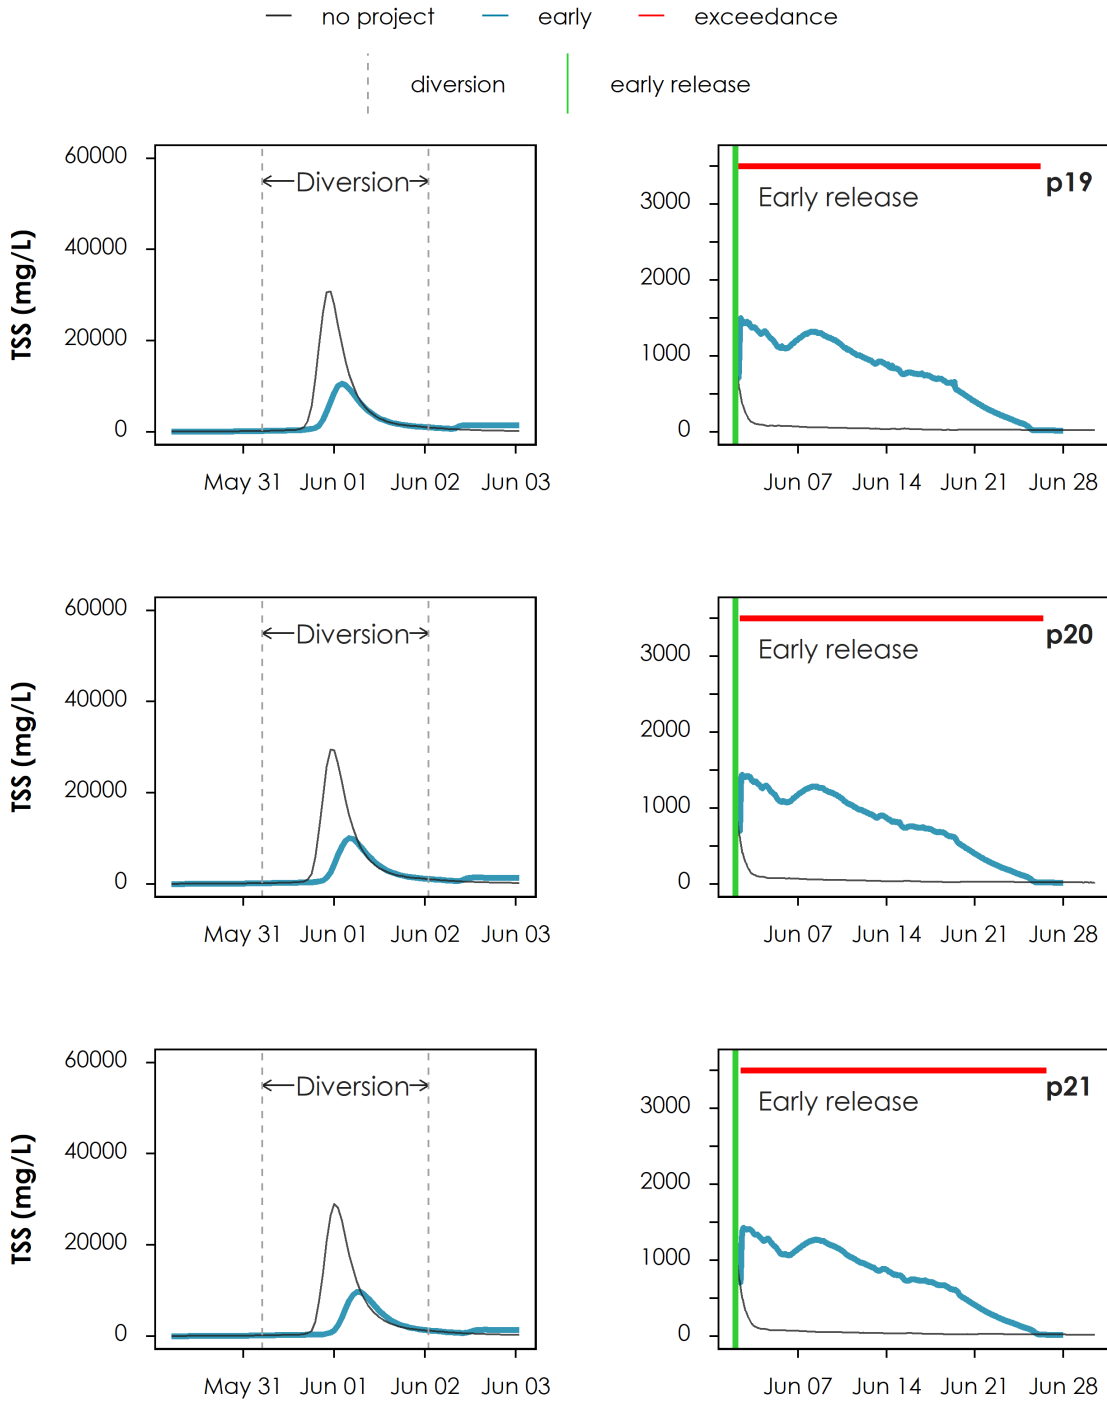 no project early exceedance
diversion early release
TSS (mg/L)
60000
40000
20000
0
Diversion
May 31 Jun 01 Jun 02 Jun 03
3000
2000
1000
0
Early release
p19
Jun 07 Jun 14 Jun 21 Jun 28
TSS (mg/L)
60000
40000
20000
0
Diversion
May 31 Jun 01 Jun 02 Jun 03
3000
2000
1000
0
Early release
p20
Jun 07 Jun 14 Jun 21 Jun 28
TSS (mg/L)
60000
40000
20000
0
Diversion
May 31 Jun 01 Jun 02 Jun 03
3000
2000
1000
0
Early release
p21
Jun 07 Jun 14 Jun 21 Jun 28